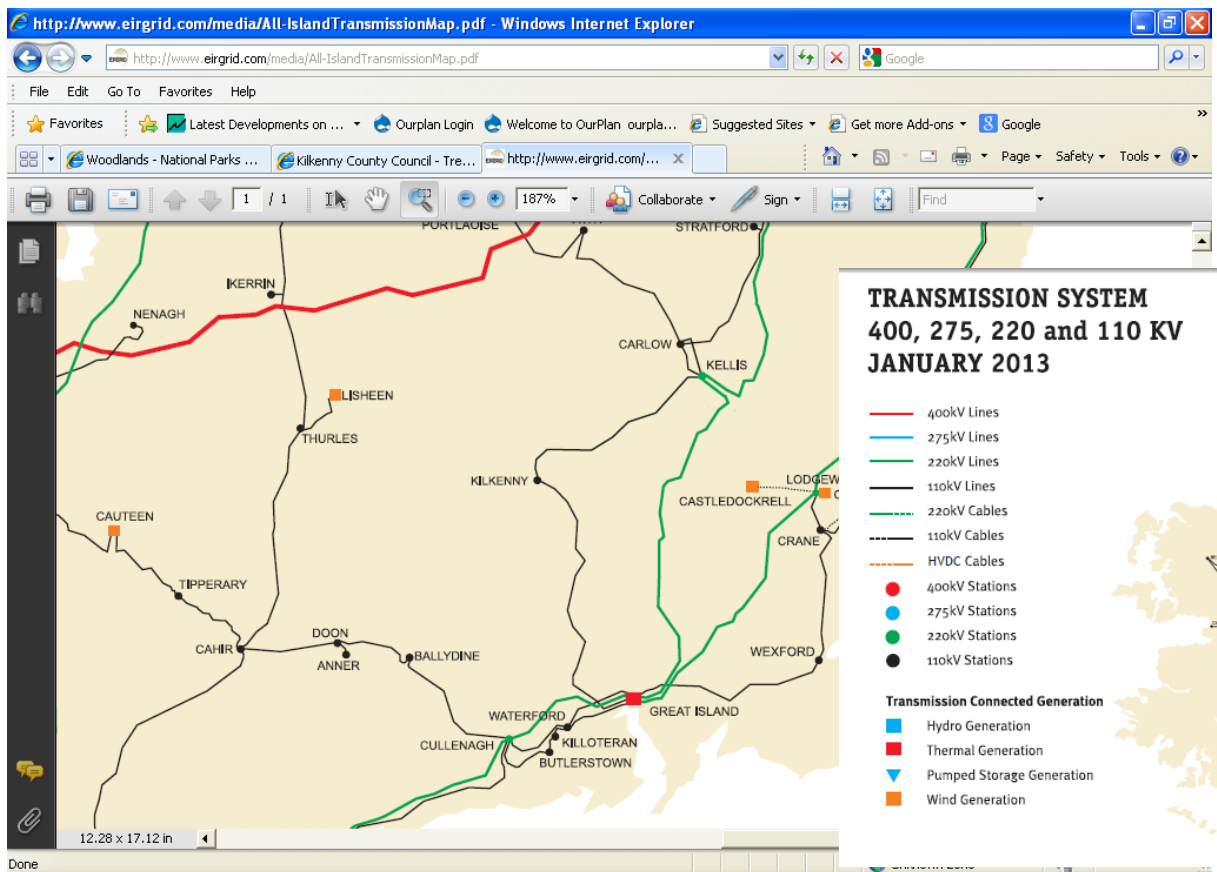 http://www.eirgrid.com/media/All-IslandTransmissionMap.pdf - Windows Internet Explorer
http://www.eirgrid.com/media/All-IslandTransmissionMap.pdf
Google
File Edit Go To Favorites Help
Favorites Latest Developments on ... Ourplan Login Welcome to OurPlan ourpla... Suggested Sites Get more Add-ons Google »
Woodlands - National Parks ... Kilkenny County Council - Tre... http://www.eirgrid.com/... X Page Safety Tools
1 / 1 187% Collaborate Sign Find
PORTLAOISE
STRATFORD
IKERRIN
NENAGH
CARLOW
KELLIS
LISHEEN
THURLES
KILKENNY
LODGEW
CASTLEDOCKRELL
CAUTEEN
CRANE
TIPPERARY
DOON
CAHIR
ANNER
BALLYDINE
WEXFORD
WATERFORD
GREAT ISLAND
CULLENAGH
KILLOTERAN
BUTLERSTOWN
TRANSMISSION SYSTEM
400, 275, 220 and 110 KV
JANUARY 2013
400kV Lines
275kV Lines
220kV Lines
110kV Lines
220kV Cables
110kV Cables
HVDC Cables
400kV Stations
275kV Stations
220kV Stations
110kV Stations
Transmission Connected Generation
Hydro Generation
Thermal Generation
Pumped Storage Generation
Wind Generation
12.28 x 17.12 in
Done